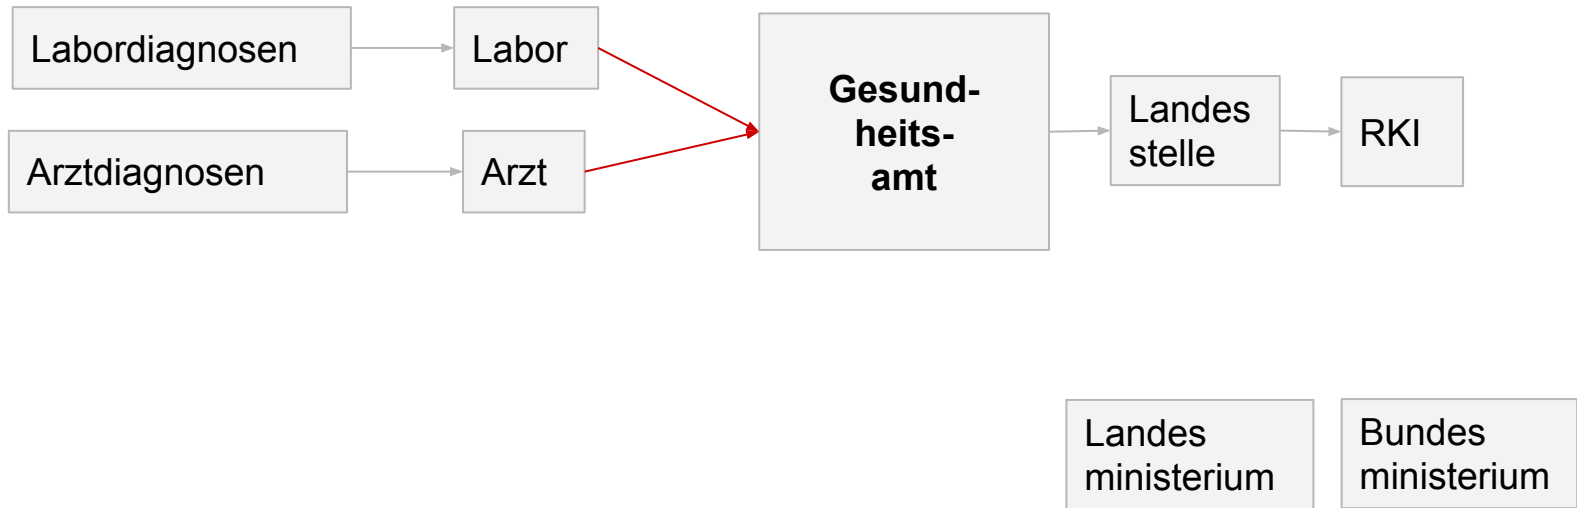 Labordiagnosen
Labor
Arztdiagnosen
Arzt
Gesund-
heits-
amt
Landes
stelle
RKI
Landes
ministerium
Bundes
ministerium